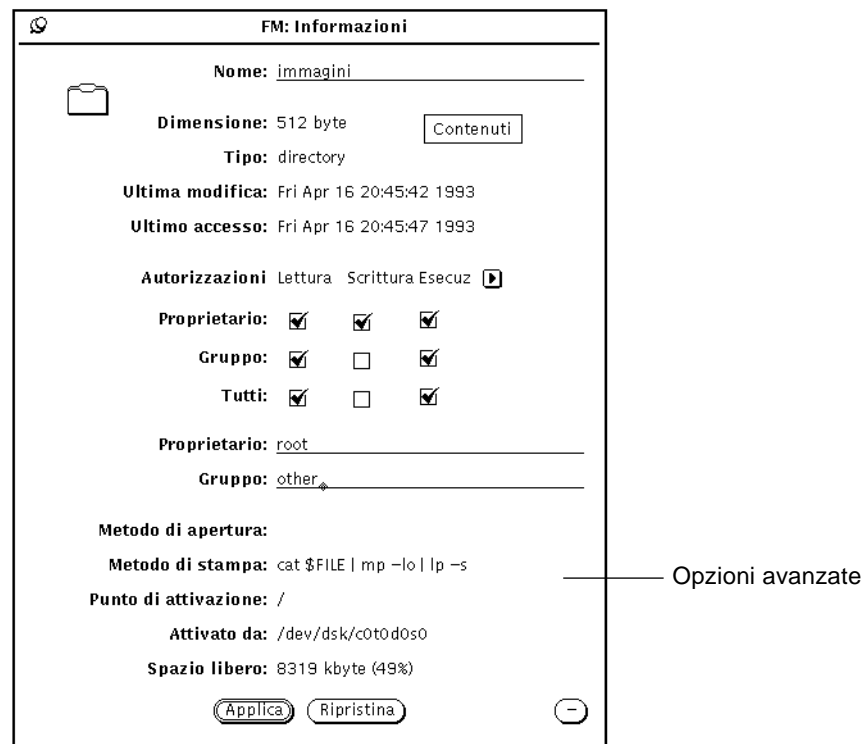 FM: Informazioni
Nome: immagini
Dimensione: 512 byte
Contenuti
Tipo: directory
Ultima modifica: Fri Apr 16 20:45:42 1993
Ultimo accesso: Fri Apr 16 20:45:47 1993
Autorizzazioni Lettura Scrittura Esecuz
Proprietario:
Gruppo:
Tutti:
Proprietario: root
Gruppo: other
Metodo di apertura:
Metodo di stampa: cat $FILE | mp –lo | lp –s
Opzioni avanzate
Punto di attivazione: /
Attivato da: /dev/dsk/c0t0d0s0
Spazio libero: 8319 kbyte (49%)
Applica Ripristina